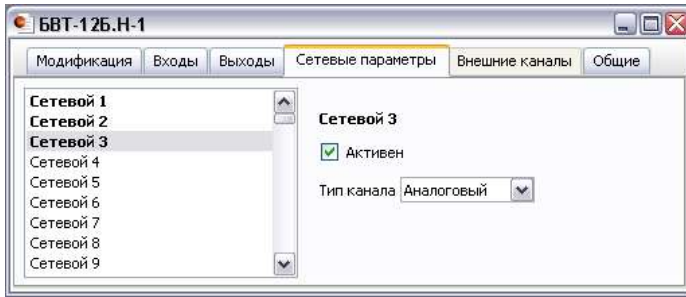 БВТ-12Б.Н-1
Модификация Входы Выходы Сетевые параметры Внешние каналы Общие
Сетевой 1
Сетевой 2
Сетевой 3
Сетевой 4
Сетевой 5
Сетевой 6
Сетевой 7
Сетевой 8
Сетевой 9
Сетевой 3
Активен
Тип канала Аналоговый